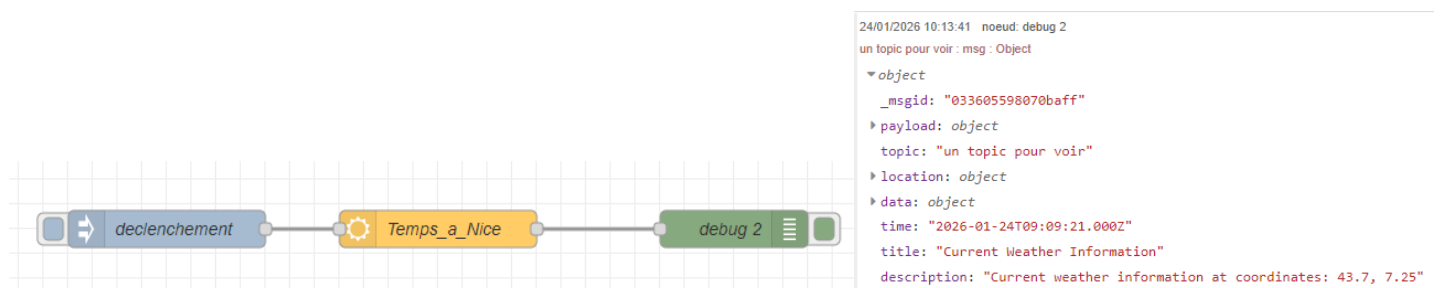 declenchement
Temps_a_Nice
debug 2
24/01/2026 10:13:41 noeud: debug 2
un topic pour voir : msg : Object
object
_msgid: "033605598070baff"
payload: object
topic: "un topic pour voir"
location: object
data: object
time: "2026-01-24T09:09:21.000Z"
title: "Current Weather Information"
description: "Current weather information at coordinates: 43.7, 7.25"